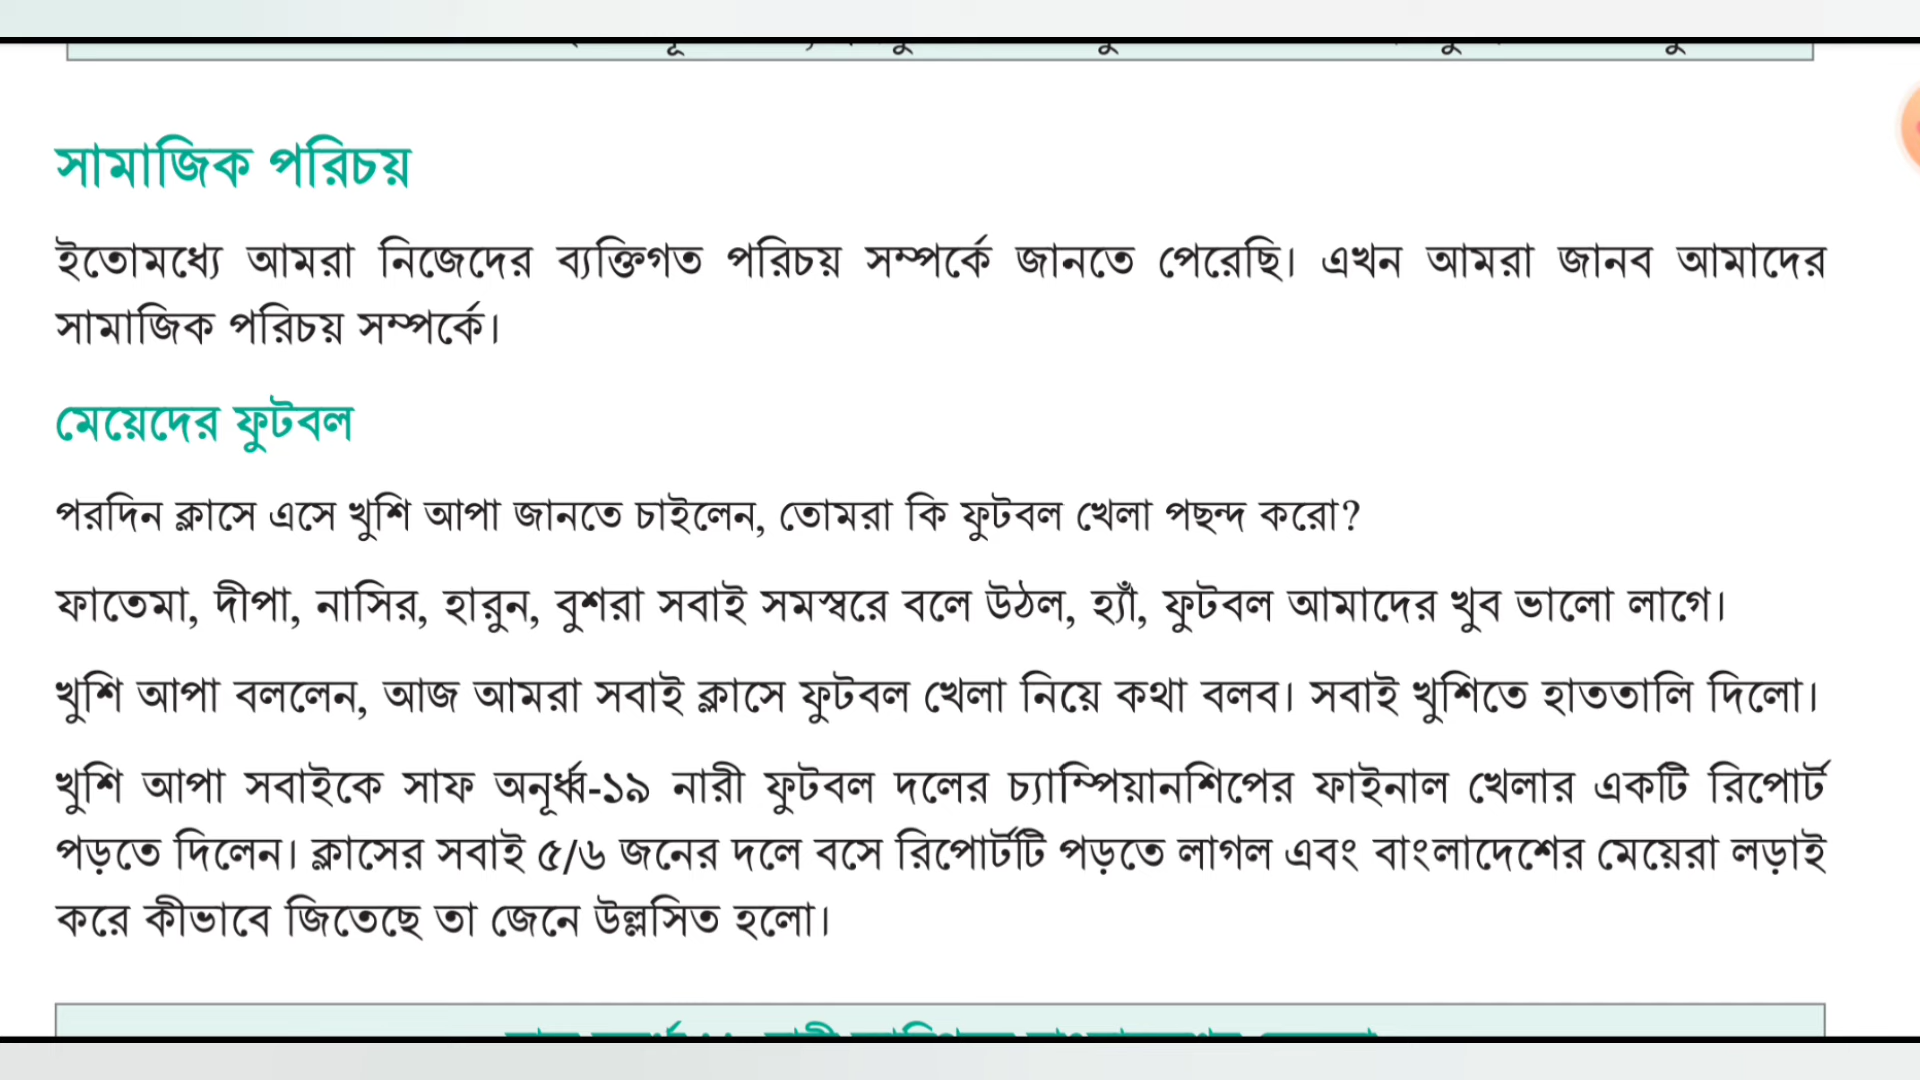 সামাজিক পরিচয়
ইতোমধ্যে আমরা নিজেদের ব্যক্তিগত পরিচয় সম্পর্কে জানতে পেরেছি। এখন আমরা জানব আমাদের
সামাজিক পরিচয় সম্পর্কে।
মেয়েদের ফুটবল
পরদিন ক্লাসে এসে খুশি আপা জানতে চাইলেন, তোমরা কি ফুটবল খেলা পছন্দ করো?
ফাতেমা, দীপা, নাসির, হারুন, বুশরা সবাই সমস্বরে বলে উঠল, হ্যাঁ, ফুটবল আমাদের খুব ভালো লাগে।
খুশি আপা বললেন, আজ আমরা সবাই ক্লাসে ফুটবল খেলা নিয়ে কথা বলব। সবাই খুশিতে হাততালি দিলো।
খুশি আপা সবাইকে সাফ অনূর্ধ্ব-১৯ নারী ফুটবল দলের চ্যাম্পিয়ানশিপের ফাইনাল খেলার একটি রিপোর্ট
পড়তে দিলেন। ক্লাসের সবাই ৫/৬ জনের দলে বসে রিপোর্টটি পড়তে লাগল এবং বাংলাদেশের মেয়েরা লড়াই
করে কীভাবে জিতেছে তা জেনে উল্লসিত হলো।